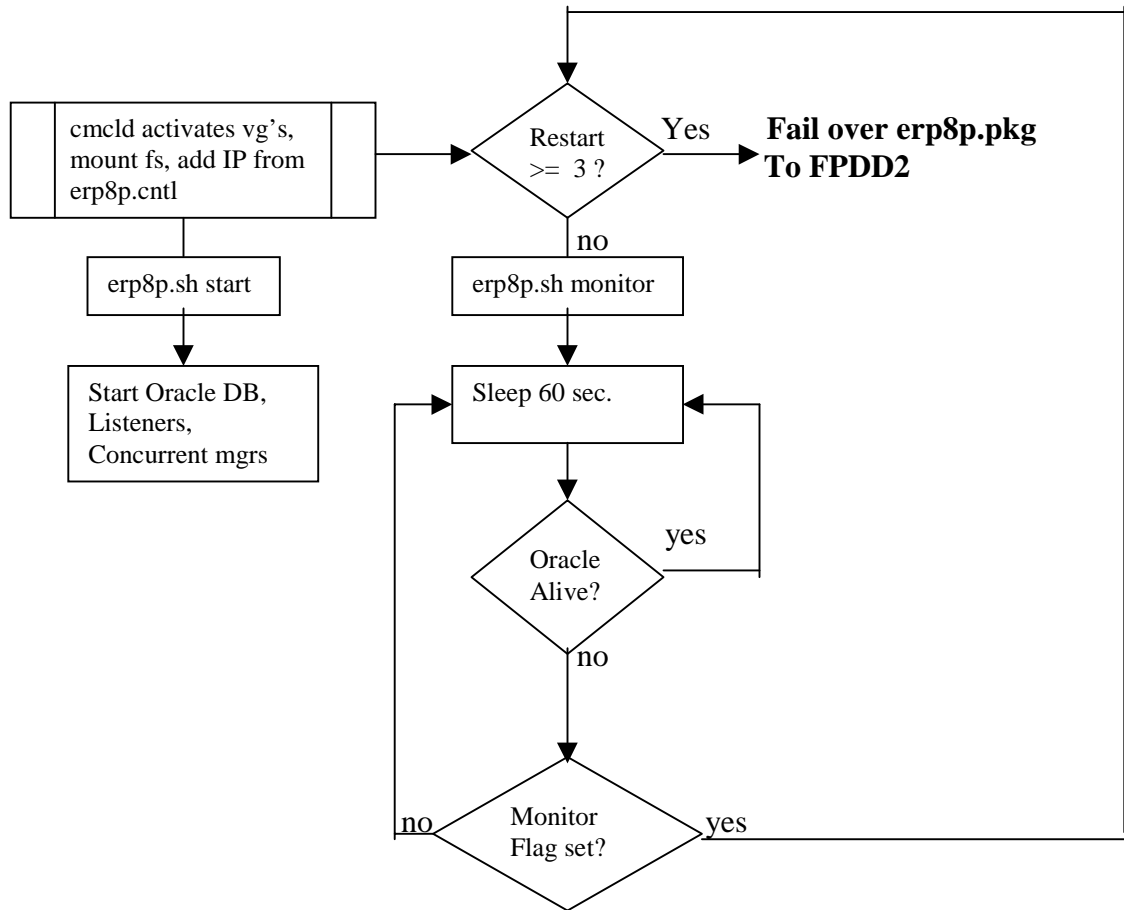 cmcld activates vg's,
mount fs, add IP from
erp8p.cntl
Restart
>= 3 ?
Yes
Fail over erp8p.pkg
To FPDD2
no
erp8p.sh start
erp8p.sh monitor
Start Oracle DB,
Listeners,
Concurrent mgrs
Sleep 60 sec.
Oracle
Alive?
yes
no
Monitor
Flag set?
no
yes